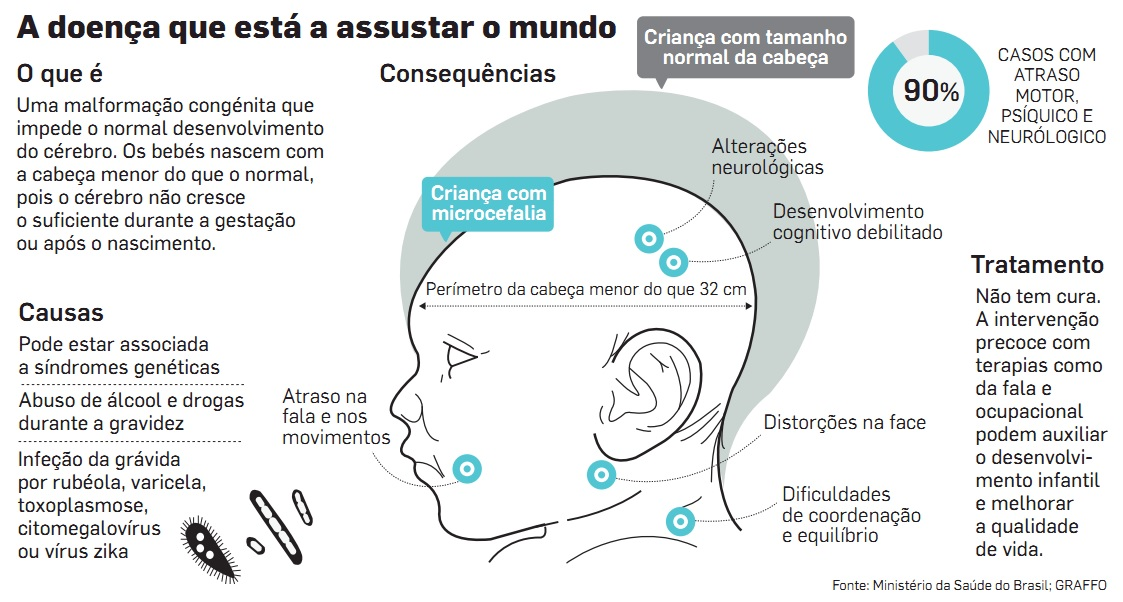 A doença que está a assustar o mundo
O que é
Uma malformação congénita que
impede o normal desenvolvimento
do cérebro. Os bebés nascem com
a cabeça menor do que o normal,
pois o cérebro não cresce
o suficiente durante a gestação
ou após o nascimento.
Causas
Pode estar associada
a síndromes genéticas
Abuso de álcool e drogas
durante a gravidez
Infeção da grávida
por rubéola, varicela,
toxoplasmose,
citomegalovírus
ou vírus zika
Consequências
Criança com tamanho
normal da cabeça
Criança com
microcefalia
Alterações
neurológicas
Desenvolvimento
cognitivo debilitado
Perímetro da cabeça menor do que 32 cm
Atraso na
fala e nos
movimentos
Distorções na face
Dificuldades
de coordenação
e equilíbrio
90%
CASOS COM
ATRASO
MOTOR,
PSÍQUICO E
NEURÓLOGICO
Tratamento
Não tem cura.
A intervenção
precoce com
terapias como
da fala e
ocupacional
podem auxiliar
o desenvolvi-
mento infantil
e melhorar
a qualidade
de vida.
Fonte: Ministério da Saúde do Brasil; GRAFFO